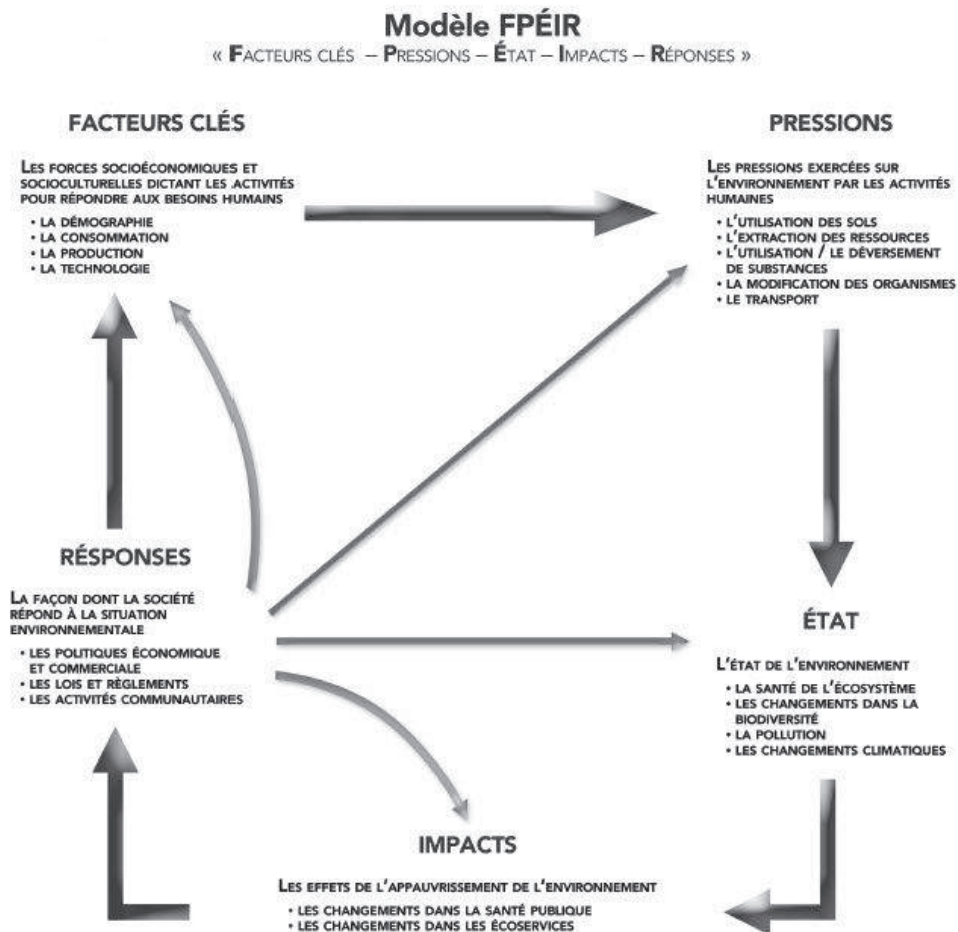 Modèle FPÉIR
« FACTEURS CLÉS – PRESSIONS – ÉTAT – IMPACTS – RÉPONSES »
FACTEURS CLÉS
LES FORCES SOCIOÉCONOMIQUES ET
SOCIOCULTURELLES DICTANT LES ACTIVITÉS
POUR RÉPONDRE AUX BESOINS HUMAINS
• LA DÉMOGRAPHIE
• LA CONSOMMATION
• LA PRODUCTION
• LA TECHNOLOGIE
PRESSIONS
LES PRESSIONS EXERCÉES SUR
L'ENVIRONNEMENT PAR LES ACTIVITÉS
HUMAINES
• L'UTILISATION DES SOLS
• L'EXTRACTION DES RESSOURCES
• L'UTILISATION / LE DÉVERSEMENT
DE SUBSTANCES
• LA MODIFICATION DES ORGANISMES
• LE TRANSPORT
RÉSPONSES
LA FAÇON DONT LA SOCIÉTÉ
RÉPOND À LA SITUATION
ENVIRONNEMENTALE
• LES POLITIQUES ÉCONOMIQUE
ET COMMERCIALE
• LES LOIS ET RÈGLEMENTS
• LES ACTIVITÉS COMMUNAUTAIRES
ÉTAT
L'ÉTAT DE L'ENVIRONNEMENT
• LA SANTÉ DE L'ÉCOSYSTÈME
• LES CHANGEMENTS DANS LA
BIODIVERSITÉ
• LA POLLUTION
• LES CHANGEMENTS CLIMATIQUES
IMPACTS
LES EFFETS DE L'APPAUVRISSEMENT DE L'ENVIRONNEMENT
• LES CHANGEMENTS DANS LA SANTÉ PUBLIQUE
• LES CHANGEMENTS DANS LES ÉCOSERVICES